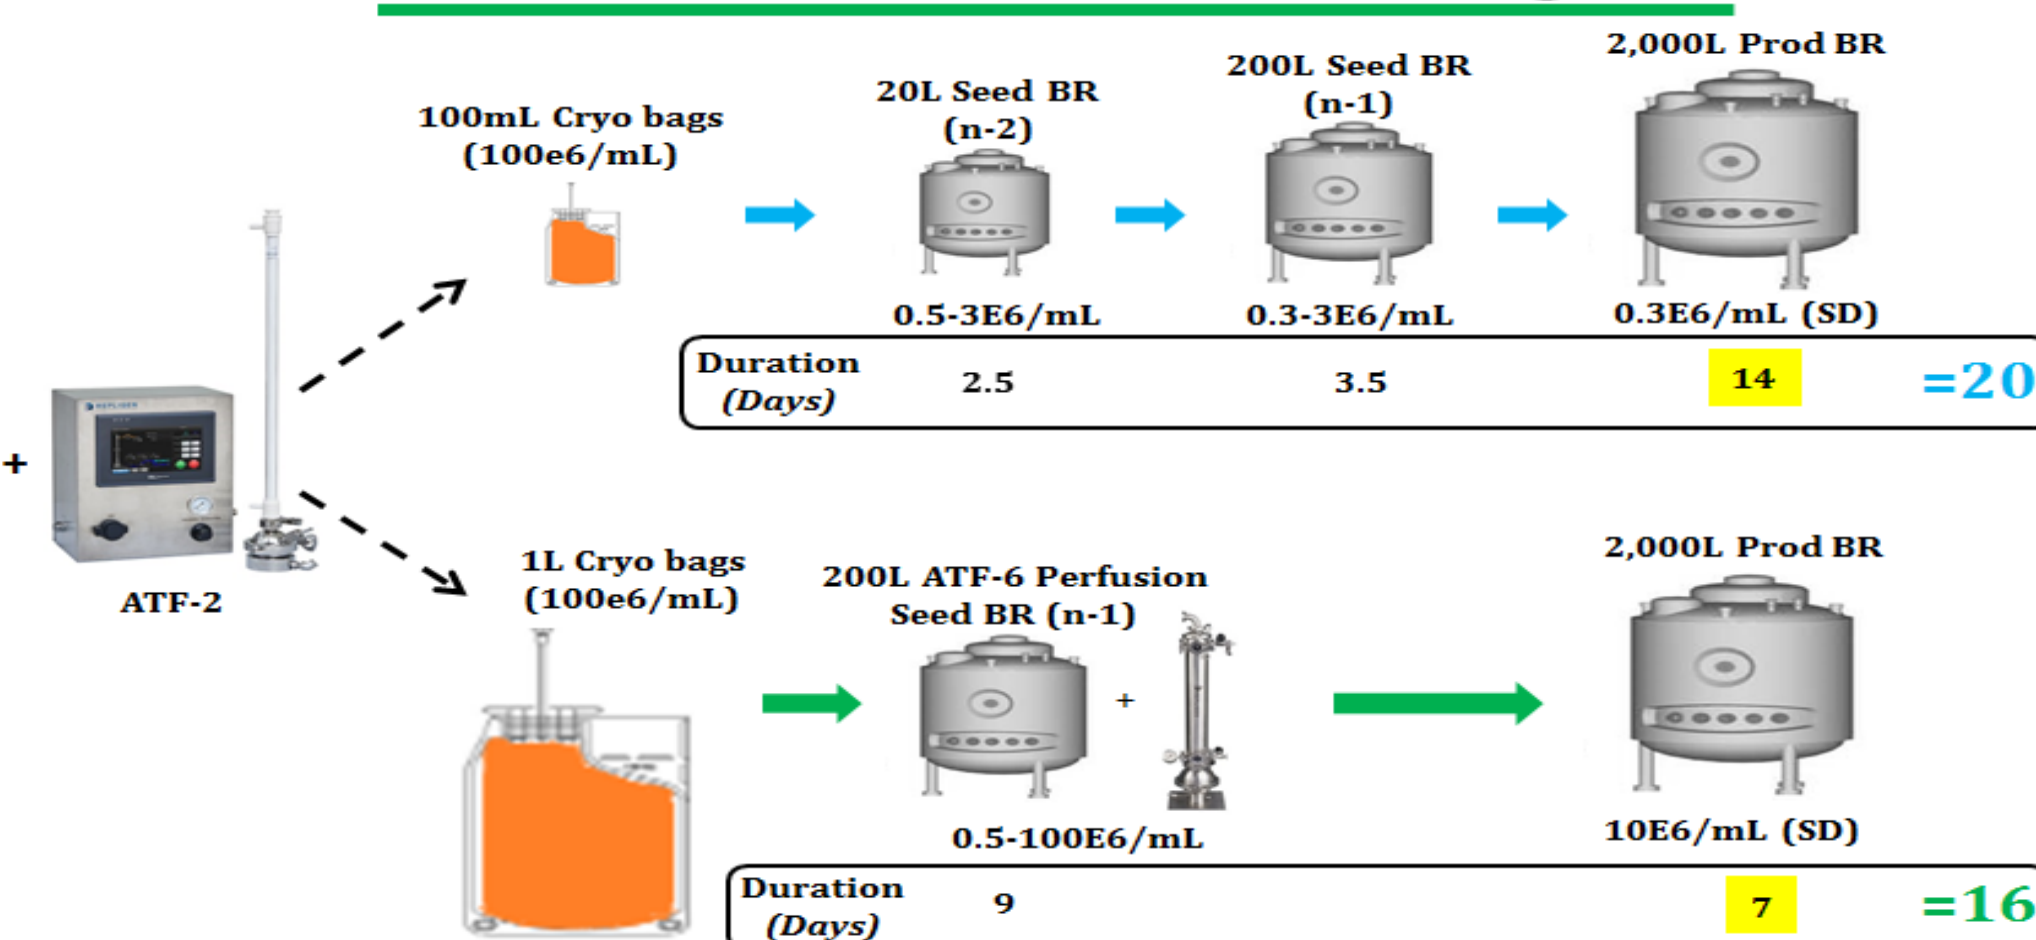 2,000L Prod BR
200L Seed BR
(n-1)
20L Seed BR
(n-2)
100mL Cryo bags
(100e6/mL)
0.5-3E6/mL
0.3-3E6/mL
0.3E6/mL (SD)
Duration
(Days)
2.5
3.5
14
=20
+
REPLIGEN
ATF-2
1L Cryo bags
(100e6/mL)
200L ATF-6 Perfusion
Seed BR (n-1)
+
2,000L Prod BR
0.5-100E6/mL
10E6/mL (SD)
Duration
(Days)
9
7
=16